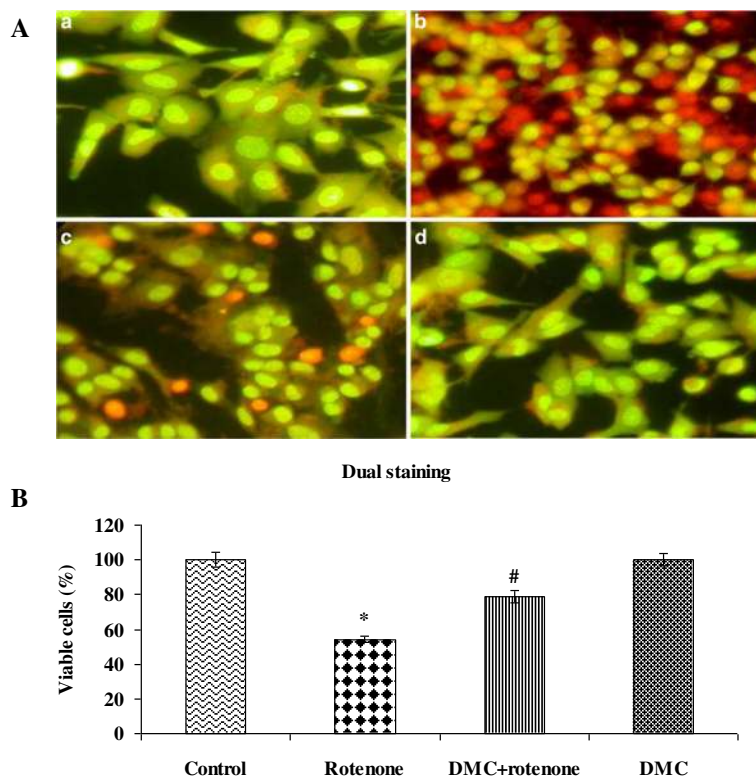 A
a
b
c
d
Dual staining
B
120
100
80
60
40
20
0
Viable cells (%)
*
#
Control Rotenone DMC+rotenone DMC